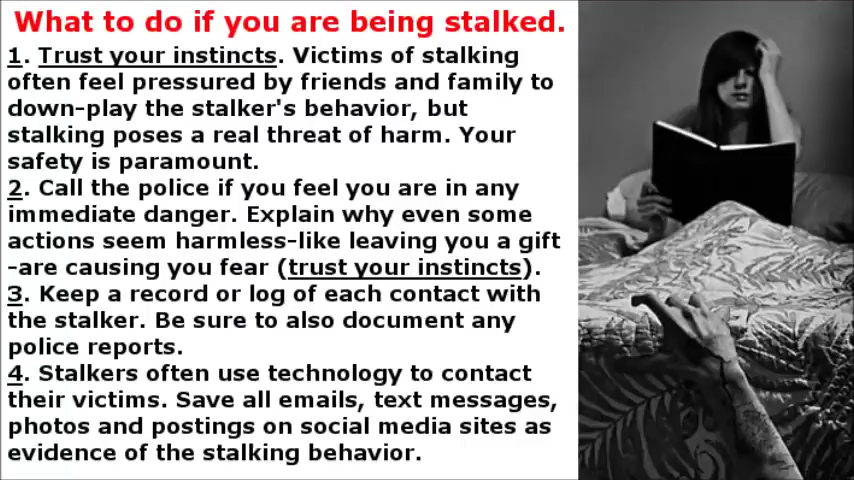 What to do if you are being stalked.
1. Trust your instincts. Victims of stalking
often feel pressured by friends and family to
down-play the stalker's behavior, but
stalking poses a real threat of harm. Your
safety is paramount.
2. Call the police if you feel you are in any
immediate danger. Explain why even some
actions seem harmless-like leaving you a gift
-are causing you fear (trust your instincts).
3. Keep a record or log of each contact with
the stalker. Be sure to also document any
police reports.
4. Stalkers often use technology to contact
their victims. Save all emails, text messages,
photos and postings on social media sites as
evidence of the stalking behavior.